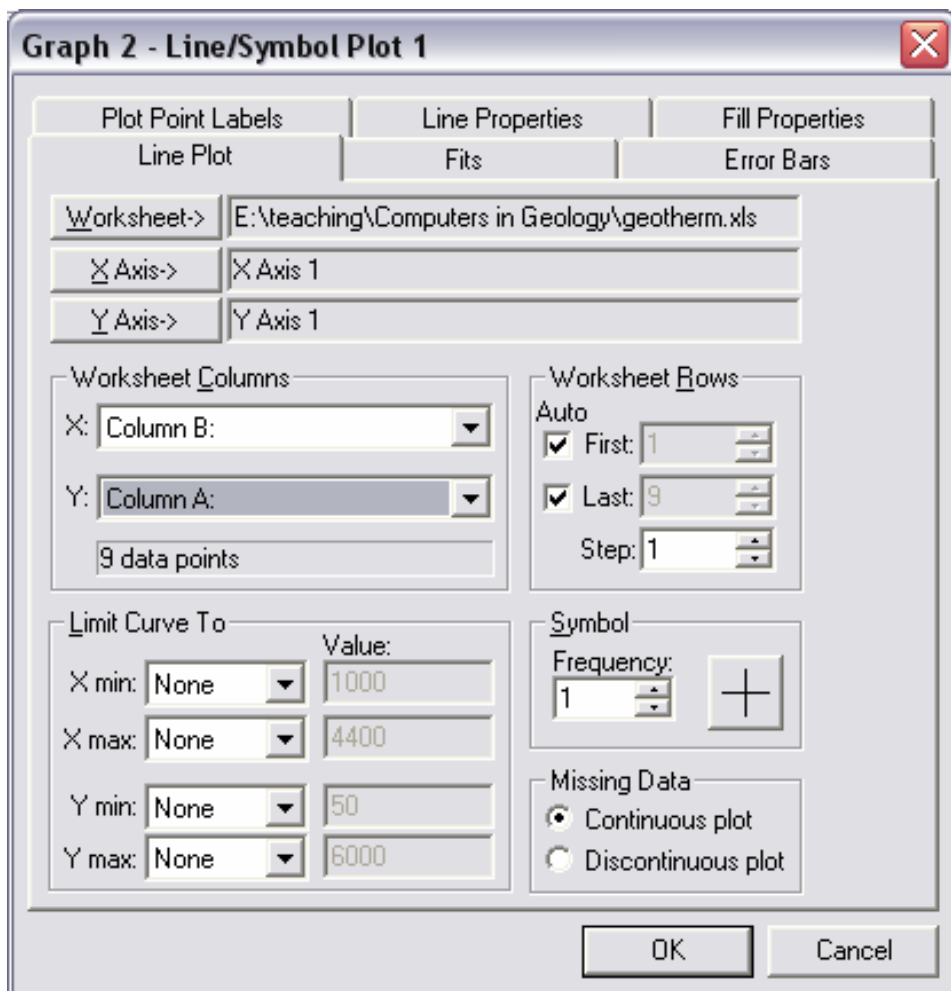 Graph 2 - Line/Symbol Plot 1
Plot Point Labels Line Properties Fill Properties
Line Plot Fits Error Bars
Worksheet-> E:\teaching\Computers in Geology\geotherm.xls
X Axis-> X Axis 1
Y Axis-> Y Axis 1
Worksheet Columns
X: Column B:
Y: Column A:
9 data points
Worksheet Rows
Auto
First: 1
Last: 9
Step: 1
Limit Curve To
Value:
X min: None 1000
X max: None 4400
Y min: None 50
Y max: None 6000
Symbol
Frequency:
1
Missing Data
Continuous plot
Discontinuous plot
OK Cancel